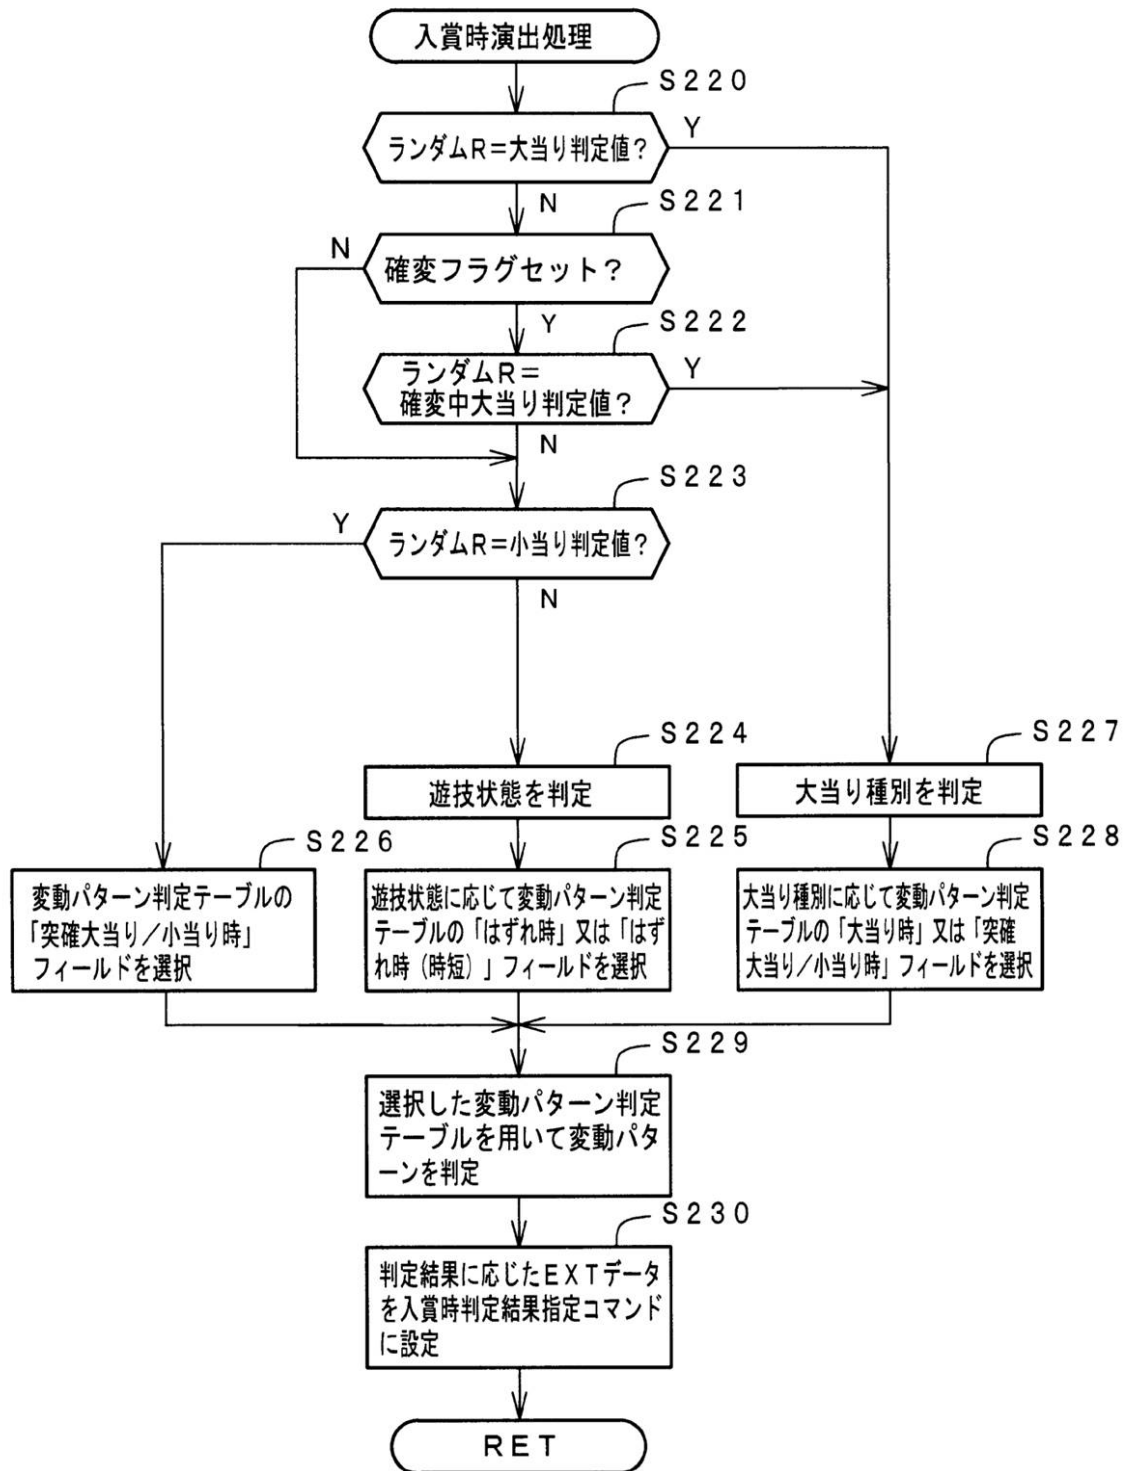 入賞時演出処理
S220
ランダムR=大当り判定値?
Y
N
S221
N
確変フラグセット?
Y
S222
ランダムR=
確変中大当り判定値?
Y
N
S223
Y
ランダムR=小当り判定値?
N
S224
遊技状態を判定
S227
大当り種別を判定
S226
変動パターン判定テーブルの
「突確大当り/小当り時」
フィールドを選択
S225
遊技状態に応じて変動パターン判定
テーブルの「はずれ時」又は「はず
れ時(時短)」フィールドを選択
S228
大当り種別に応じて変動パターン判定
テーブルの「大当り時」又は「突確
大当り/小当り時」フィールドを選択
S229
選択した変動パターン判定
テーブルを用いて変動パタ
ーンを判定
S230
判定結果に応じたEXTデータ
を入賞時判定結果指定コマンド
に設定
RET